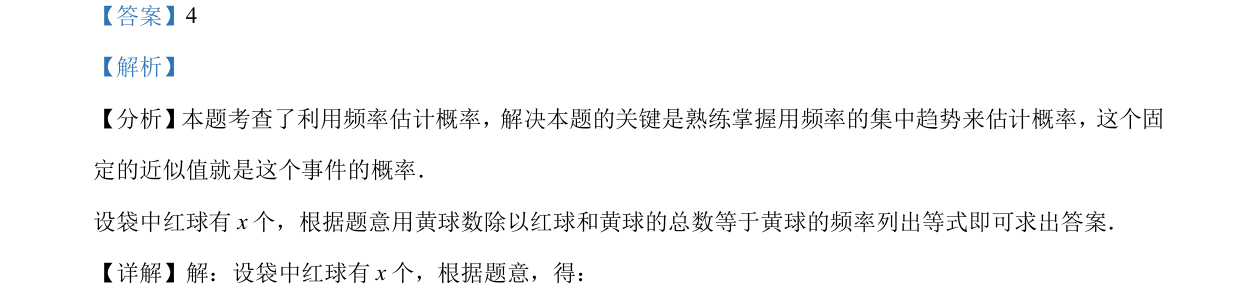 【答案】4
【解析】
【分析】本题考查了利用频率估计概率，解决本题的关键是熟练掌握用频率的集中趋势来估计概率，这个固
定的近似值就是这个事件的概率．
设袋中红球有 x 个，根据题意用黄球数除以红球和黄球的总数等于黄球的频率列出等式即可求出答案．
【详解】解：设袋中红球有 x 个，根据题意，得：